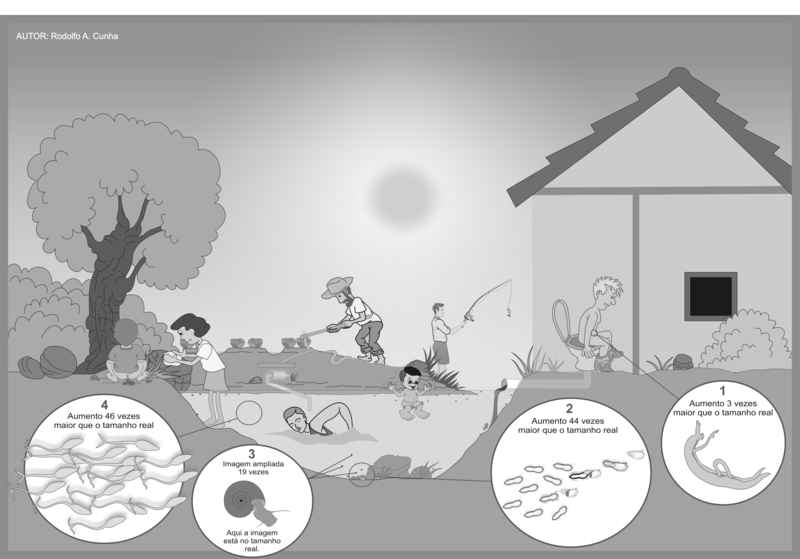 AUTOR: Rodolfo A. Cunha
4
Aumento 46 vezes
maior que o tamanho real
3
Imagem ampliada
19 vezes
Aqui a imagem
está no tamanho
real.
2
Aumento 44 vezes
maior que o tamanho real
1
Aumento 3 vezes
maior que o tamanho real